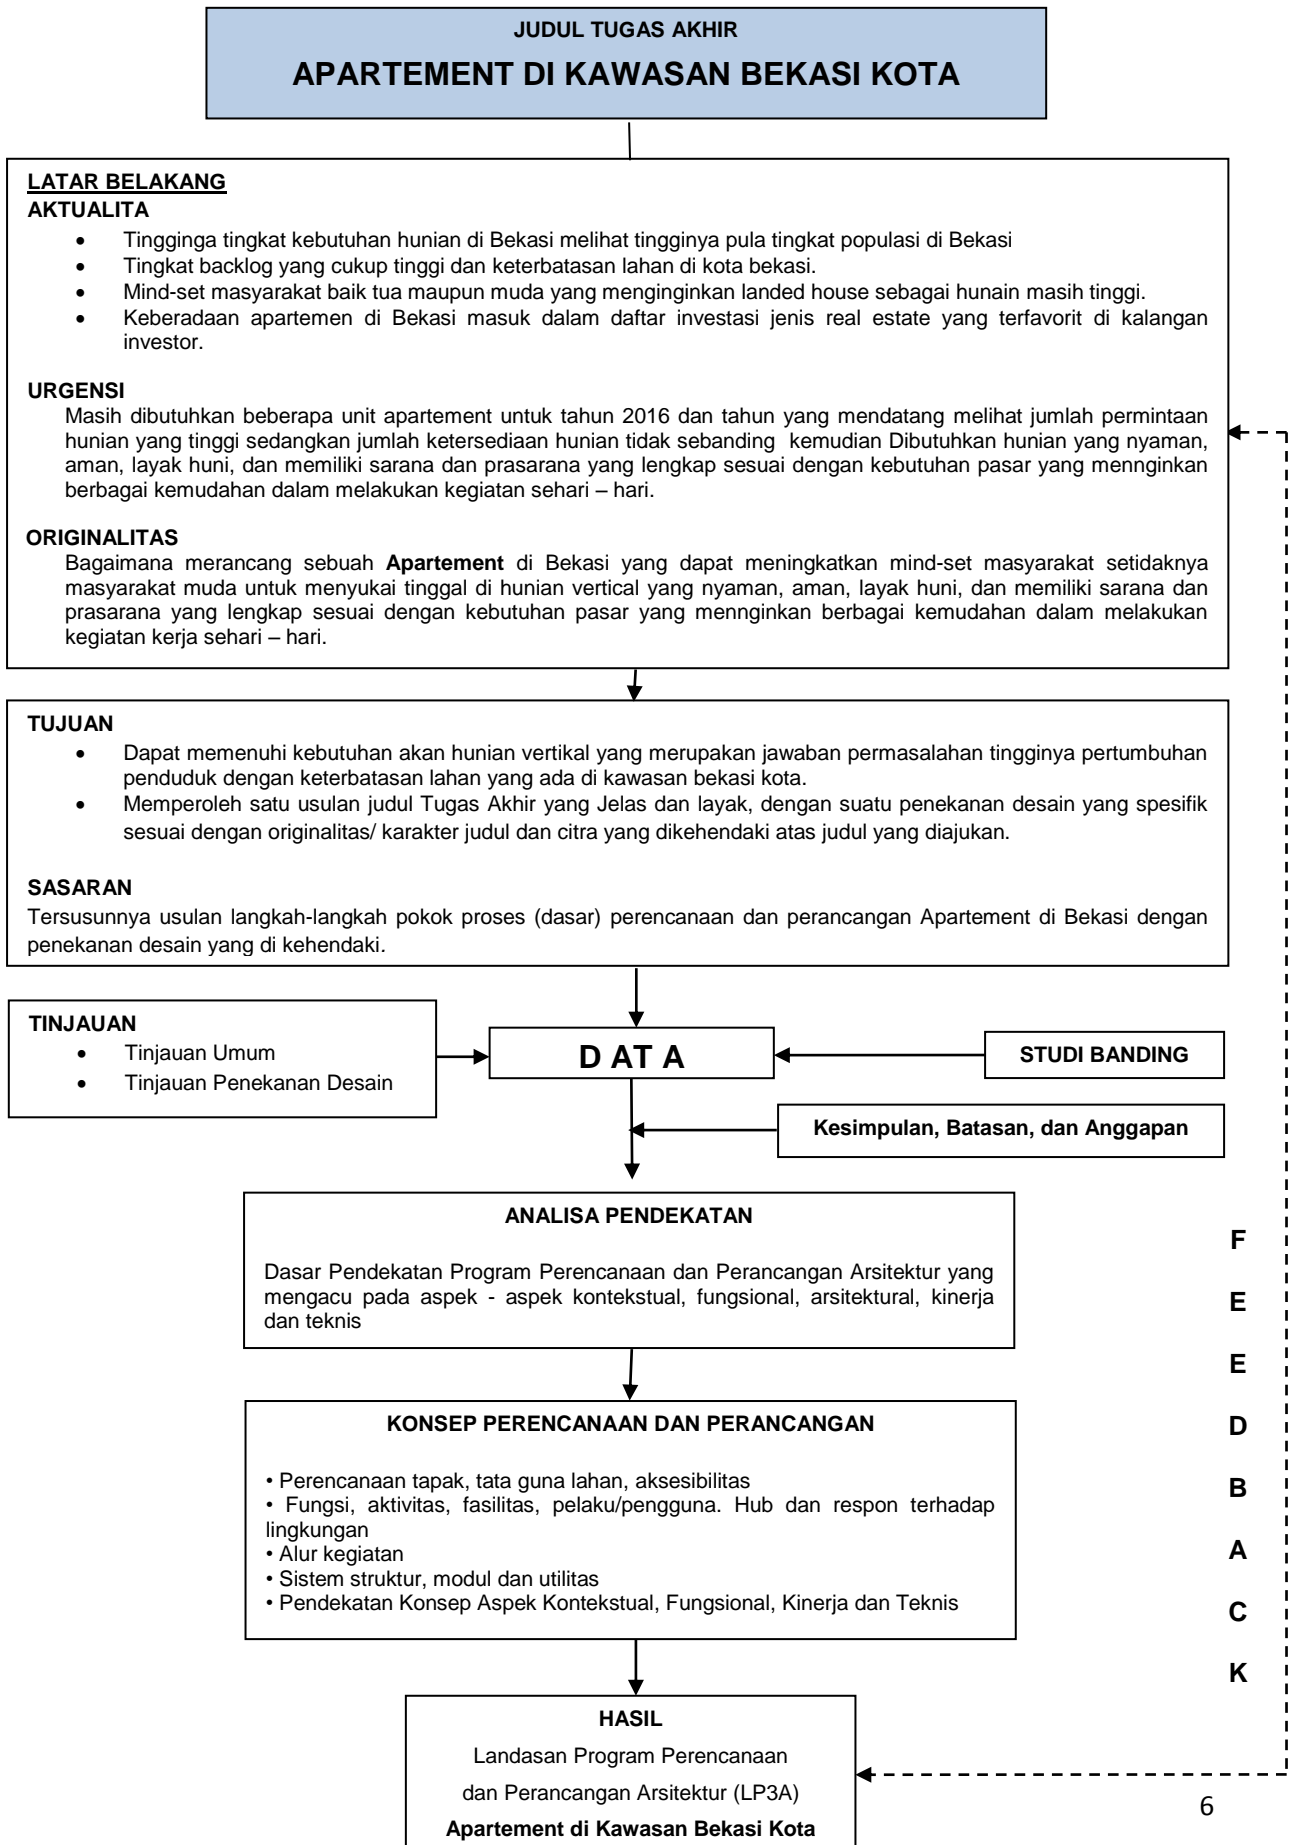 JUDUL TUGAS AKHIR
APARTEMENT DI KAWASAN BEKASI KOTA
LATAR BELAKANG
AKTUALITA
• Tingginga tingkat kebutuhan hunian di Bekasi melihat tingginya pula tingkat populasi di Bekasi
• Tingkat backlog yang cukup tinggi dan keterbatasan lahan di kota bekasi.
• Mind-set masyarakat baik tua maupun muda yang menginginkan landed house sebagai hunain masih tinggi.
• Keberadaan apartemen di Bekasi masuk dalam daftar investasi jenis real estate yang terfavorit di kalangan
investor.
URGENSI
Masih dibutuhkan beberapa unit apartement untuk tahun 2016 dan tahun yang mendatang melihat jumlah permintaan
hunian yang tinggi sedangkan jumlah ketersediaan hunian tidak sebanding kemudian Dibutuhkan hunian yang nyaman,
aman, layak huni, dan memiliki sarana dan prasarana yang lengkap sesuai dengan kebutuhan pasar yang mennginkan
berbagai kemudahan dalam melakukan kegiatan sehari – hari.
ORIGINALITAS
Bagaimana merancang sebuah Apartement di Bekasi yang dapat meningkatkan mind-set masyarakat setidaknya
masyarakat muda untuk menyukai tinggal di hunian vertical yang nyaman, aman, layak huni, dan memiliki sarana dan
prasarana yang lengkap sesuai dengan kebutuhan pasar yang mennginkan berbagai kemudahan dalam melakukan
kegiatan kerja sehari – hari.
TUJUAN
• Dapat memenuhi kebutuhan akan hunian vertikal yang merupakan jawaban permasalahan tingginya pertumbuhan
penduduk dengan keterbatasan lahan yang ada di kawasan bekasi kota.
• Memperoleh satu usulan judul Tugas Akhir yang Jelas dan layak, dengan suatu penekanan desain yang spesifik
sesuai dengan originalitas/ karakter judul dan citra yang dikehendaki atas judul yang diajukan.
SASARAN
Tersusunnya usulan langkah-langkah pokok proses (dasar) perencanaan dan perancangan Apartement di Bekasi dengan
penekanan desain yang di kehendaki.
TINJAUAN
• Tinjauan Umum
• Tinjauan Penekanan Desain
D AT A
STUDI BANDING
Kesimpulan, Batasan, dan Anggapan
ANALISA PENDEKATAN
Dasar Pendekatan Program Perencanaan dan Perancangan Arsitektur yang
mengacu pada aspek - aspek kontekstual, fungsional, arsitektural, kinerja
dan teknis
KONSEP PERENCANAAN DAN PERANCANGAN
• Perencanaan tapak, tata guna lahan, aksesibilitas
• Fungsi, aktivitas, fasilitas, pelaku/pengguna. Hub dan respon terhadap
lingkungan
• Alur kegiatan
• Sistem struktur, modul dan utilitas
• Pendekatan Konsep Aspek Kontekstual, Fungsional, Kinerja dan Teknis
F
E
E
D
B
A
C
K
HASIL
Landasan Program Perencanaan
dan Perancangan Arsitektur (LP3A)
Apartement di Kawasan Bekasi Kota
6